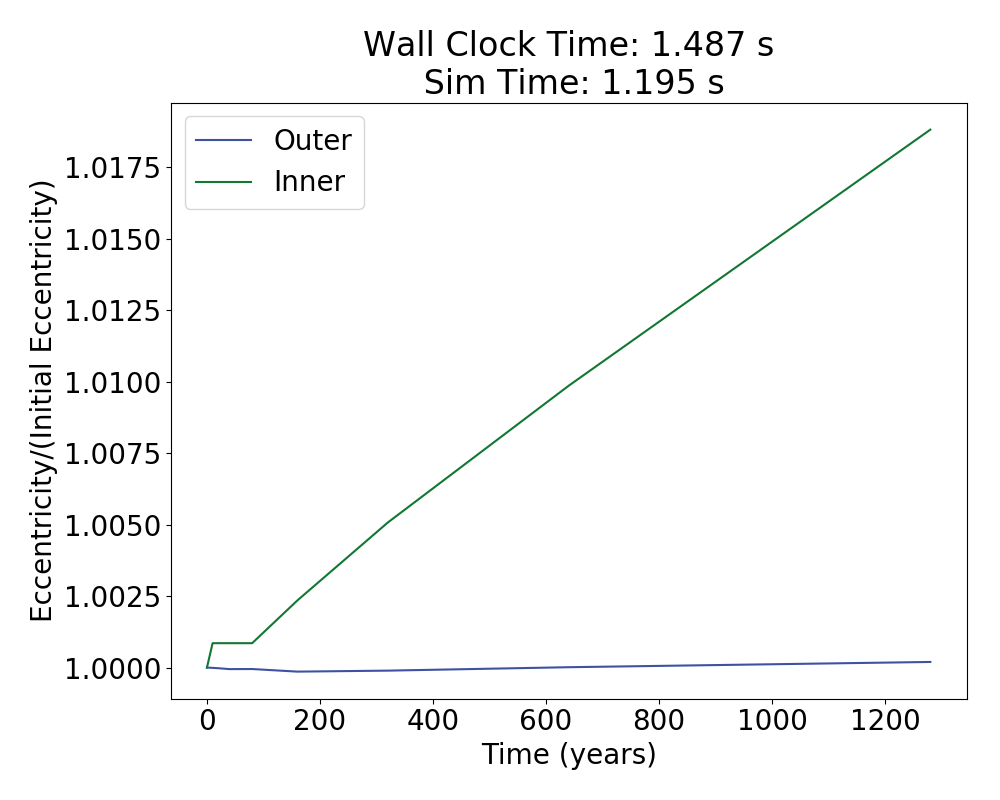 Wall Clock Time: 1.487 s
Sim Time: 1.195 s
Outer
Inner
Eccentricity/(Initial Eccentricity)
1.0175
1.0150
1.0125
1.0100
1.0075
1.0050
1.0025
1.0000
0 200 400 600 800 1000 1200
Time (years)